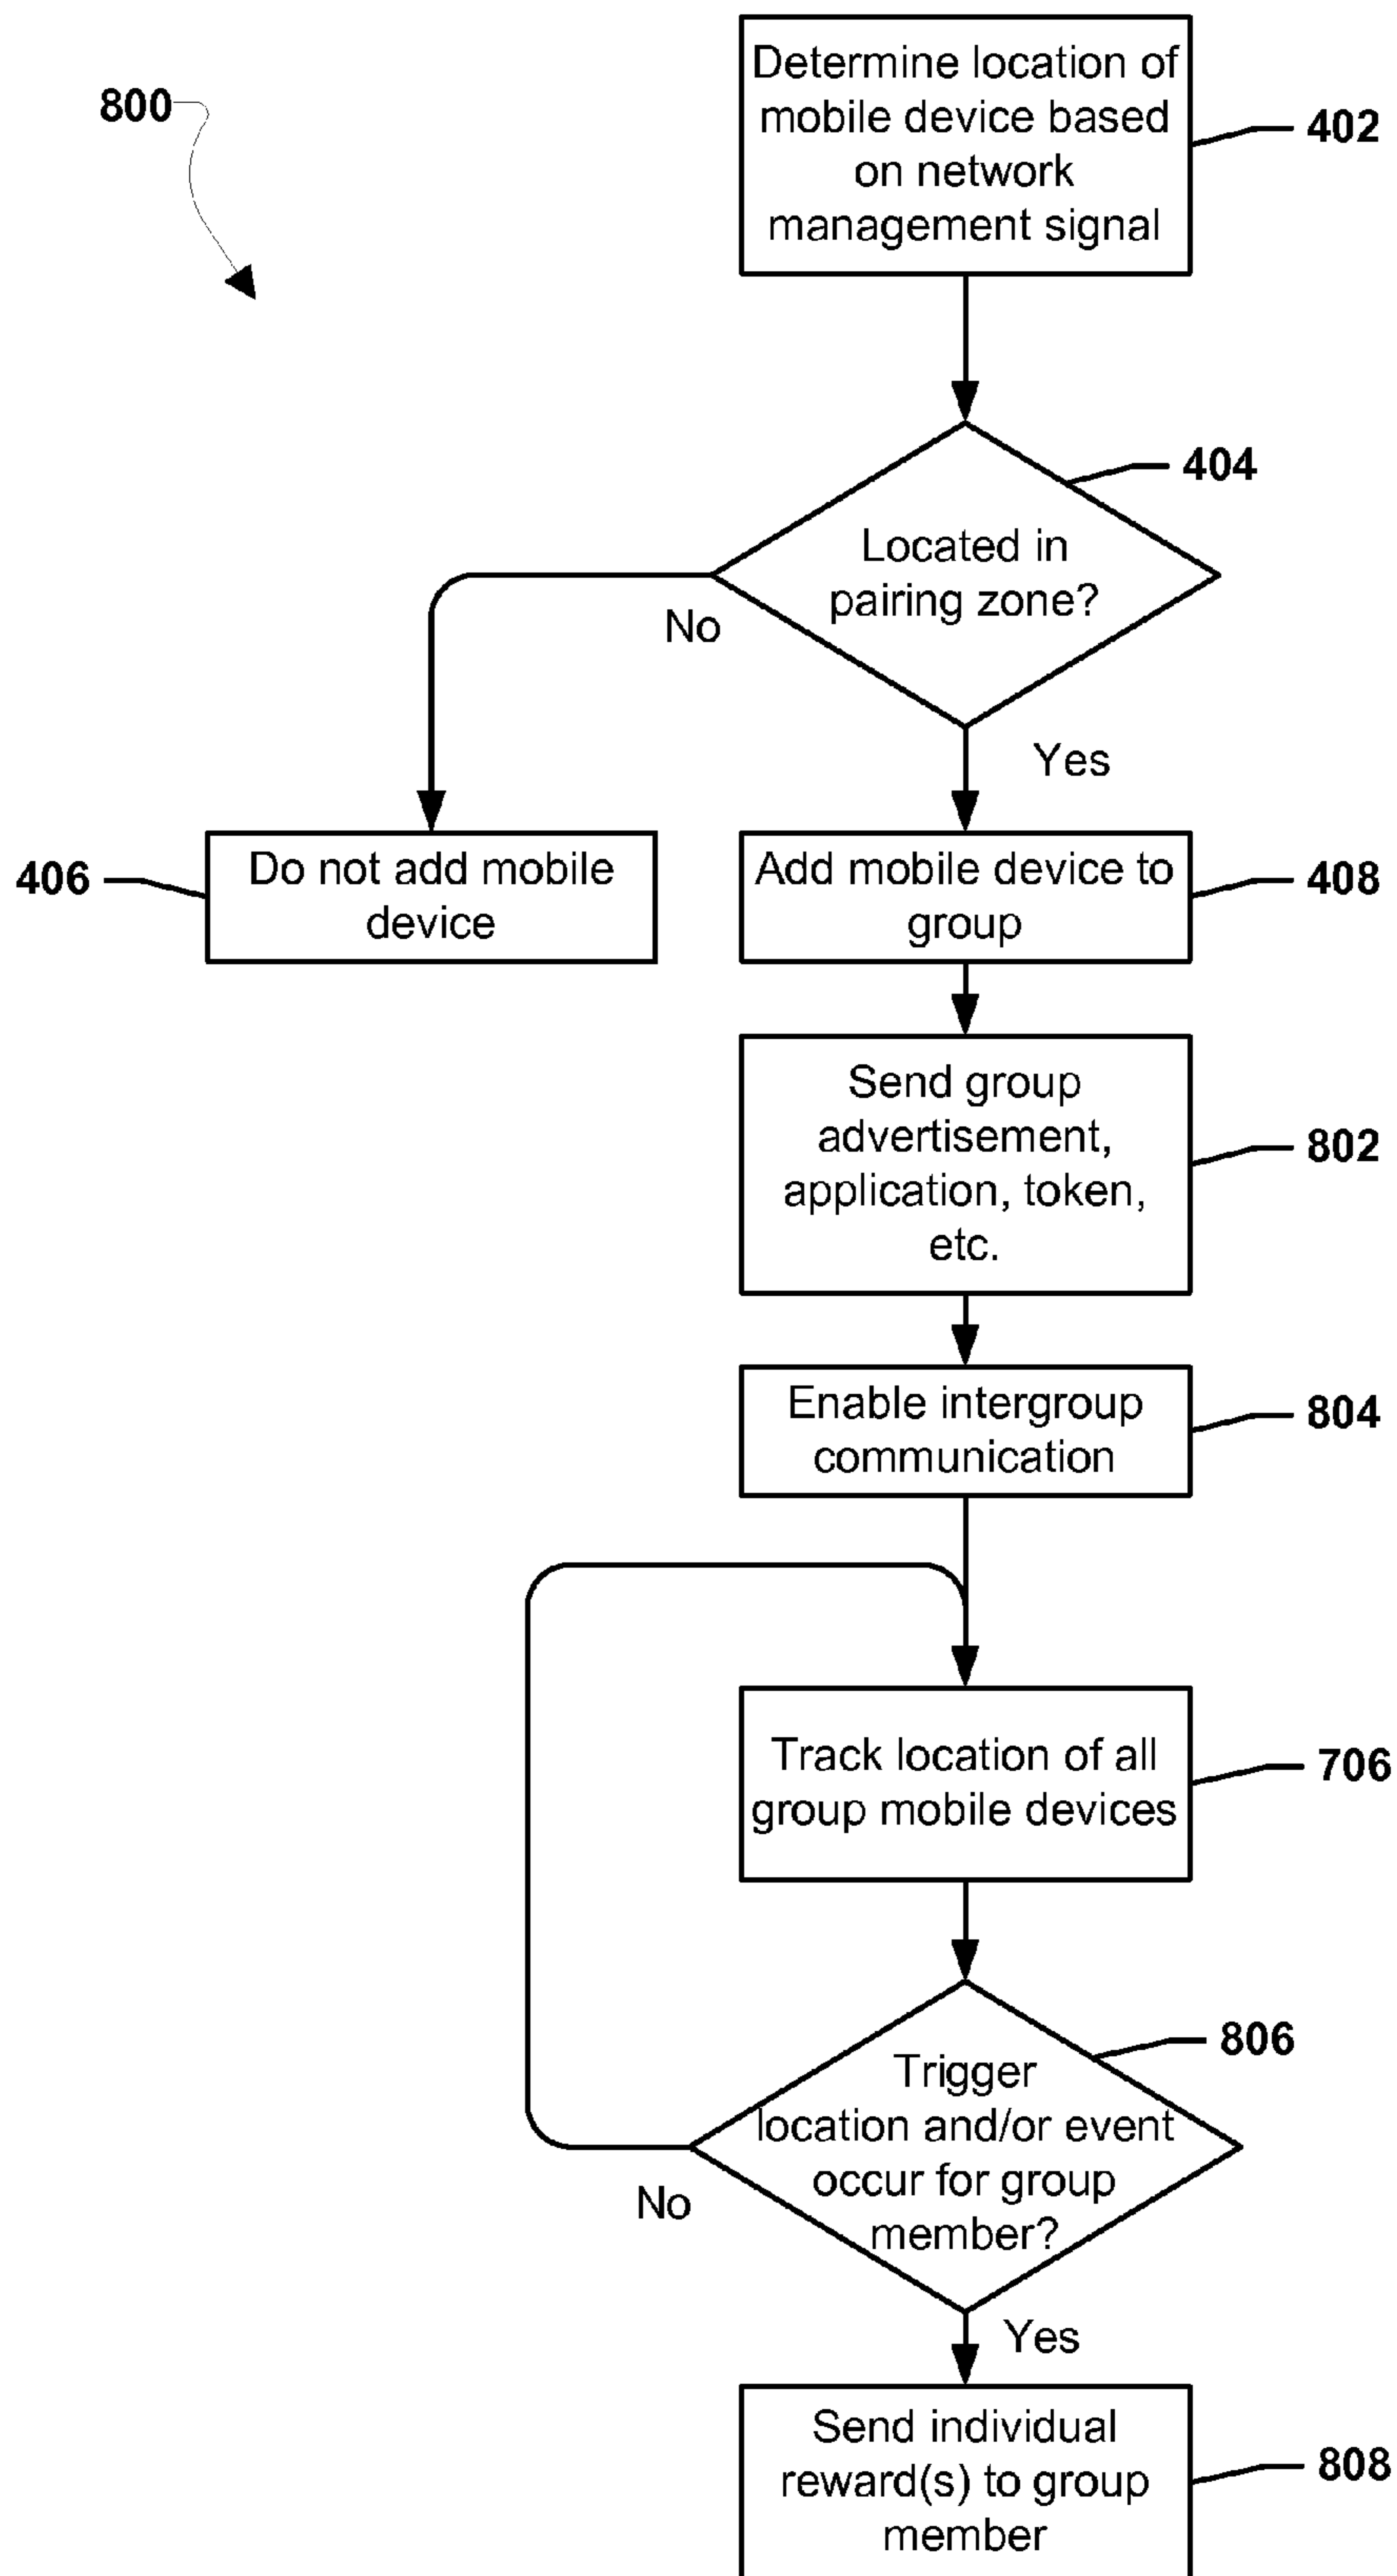 800
Determine location of
mobile device based
on network
management signal
402
404
Located in
pairing zone?
No
Yes
406
Do not add mobile
device
Add mobile device to
group
408
Send group
advertisement,
application, token,
etc.
802
Enable intergroup
communication
804
Track location of all
group mobile devices
706
806
Trigger
location and/or event
occur for group
member?
No
Yes
Send individual
reward(s) to group
member
808